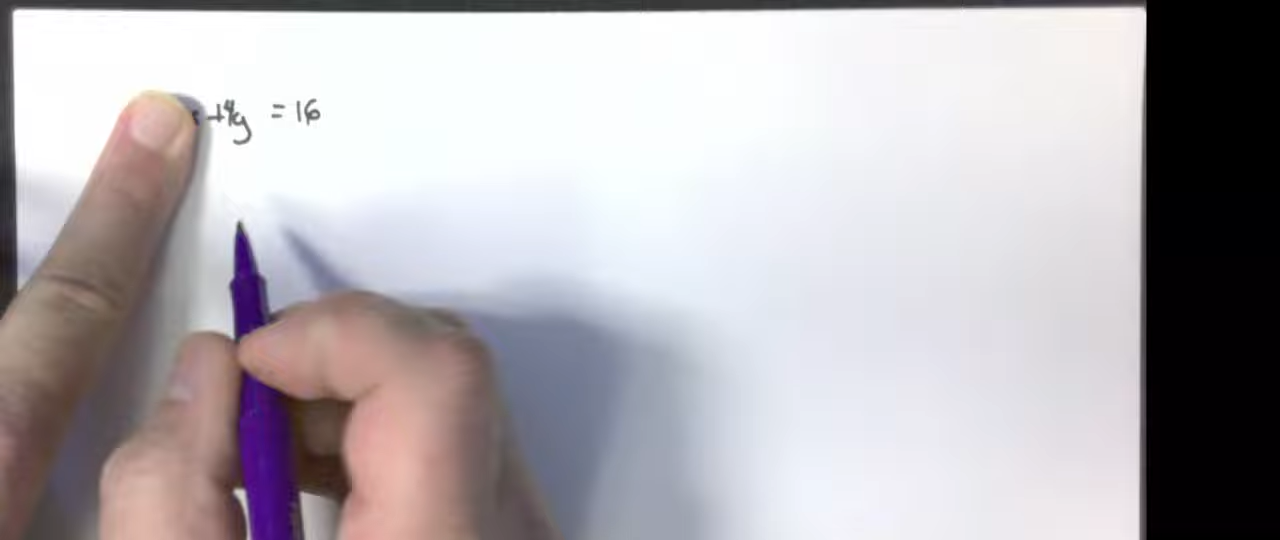 +4y = 16